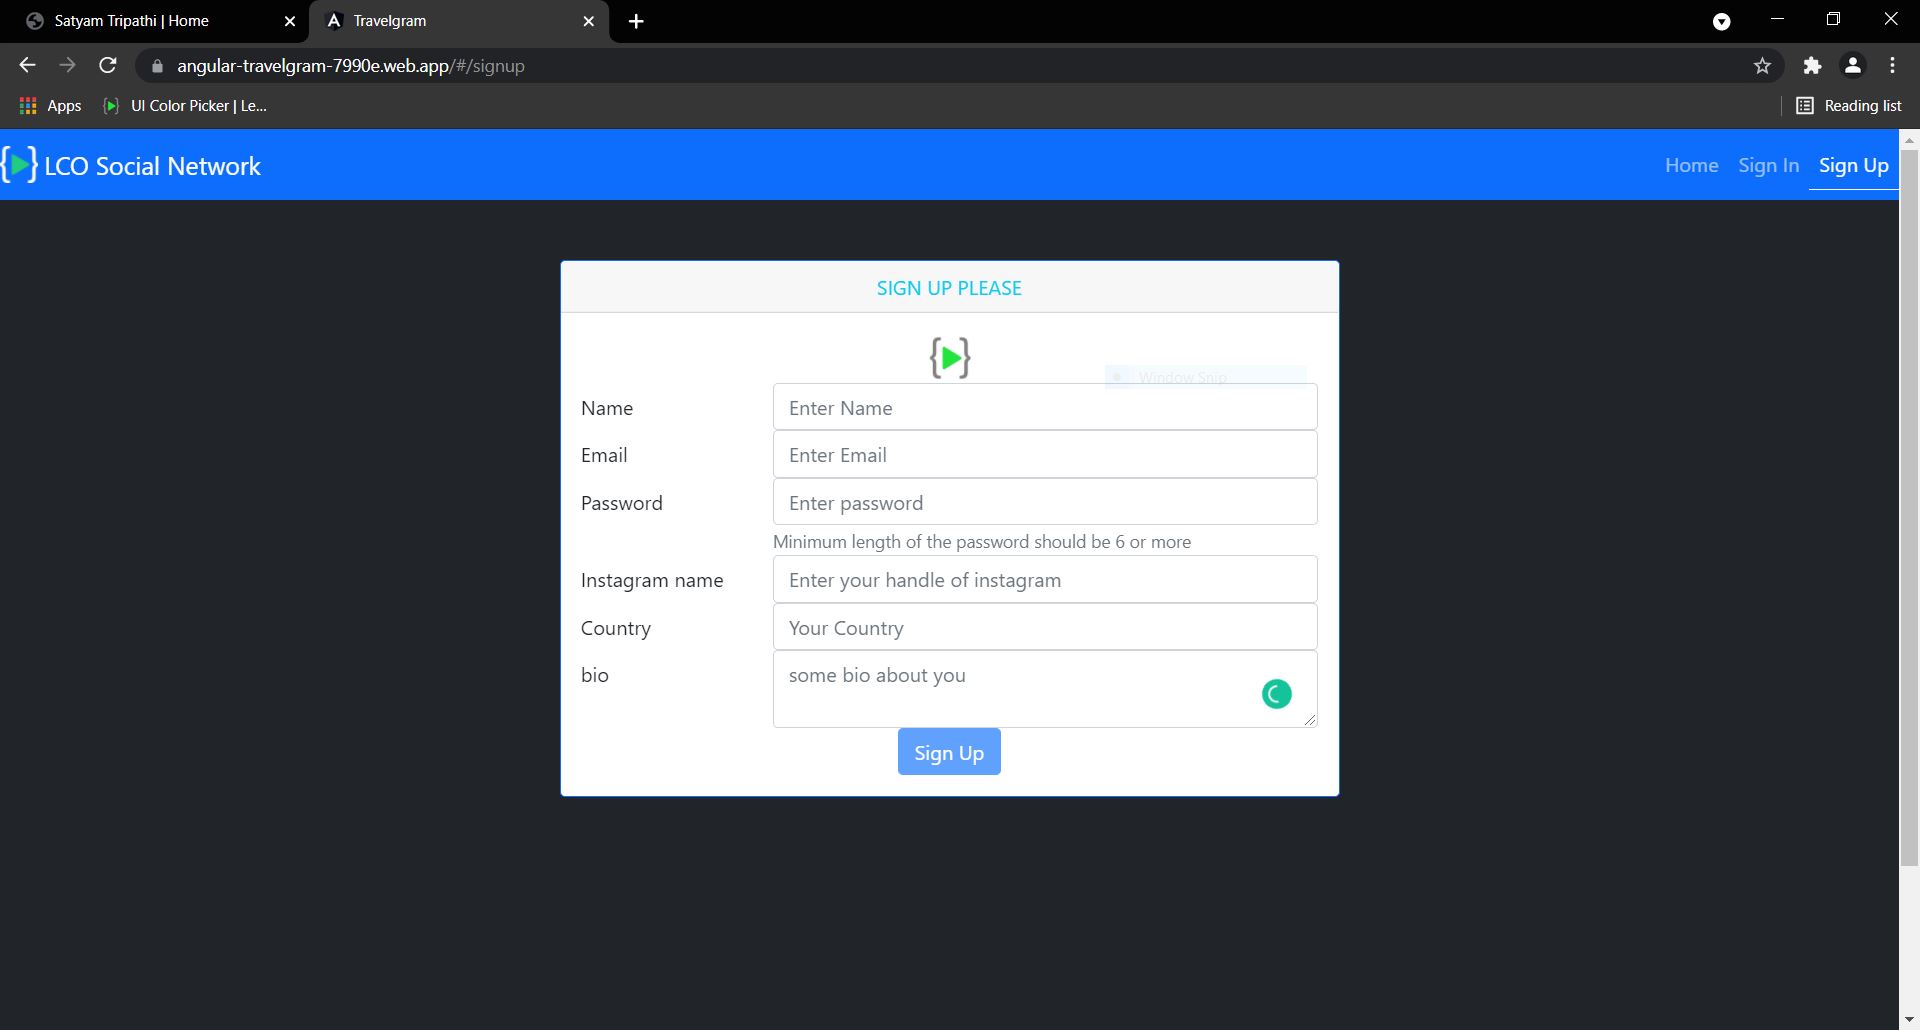 Satyam Tripathi | Home
Travelgram
angular-travelgram-7990e.web.app/#/signup
Apps
UI Color Picker | Le...
Reading list
LCO Social Network
Home
Sign In
Sign Up
SIGN UP PLEASE
Window Snip
Name
Enter Name
Email
Enter Email
Password
Enter password
Minimum length of the password should be 6 or more
Instagram name
Enter your handle of instagram
Country
Your Country
bio
some bio about you
Sign Up